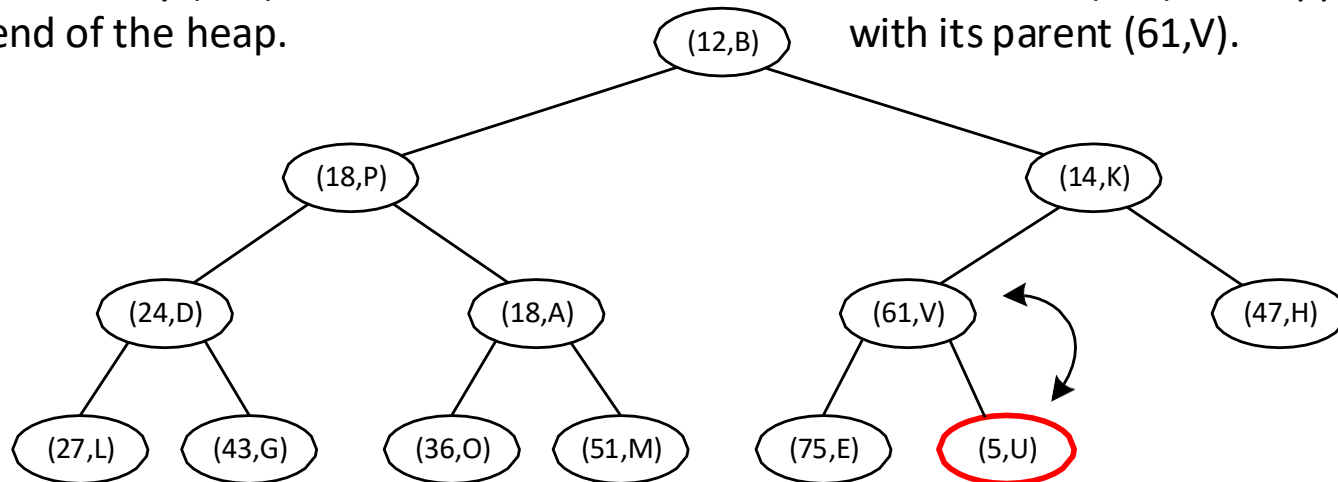 end of the heap.
with its parent (61,V).
(12,B)
(18,P)
(14,K)
(24,D)
(18,A)
(61,V)
(47,H)
(27,L)
(43,G)
(36,O)
(51,M)
(75,E)
(5,U)